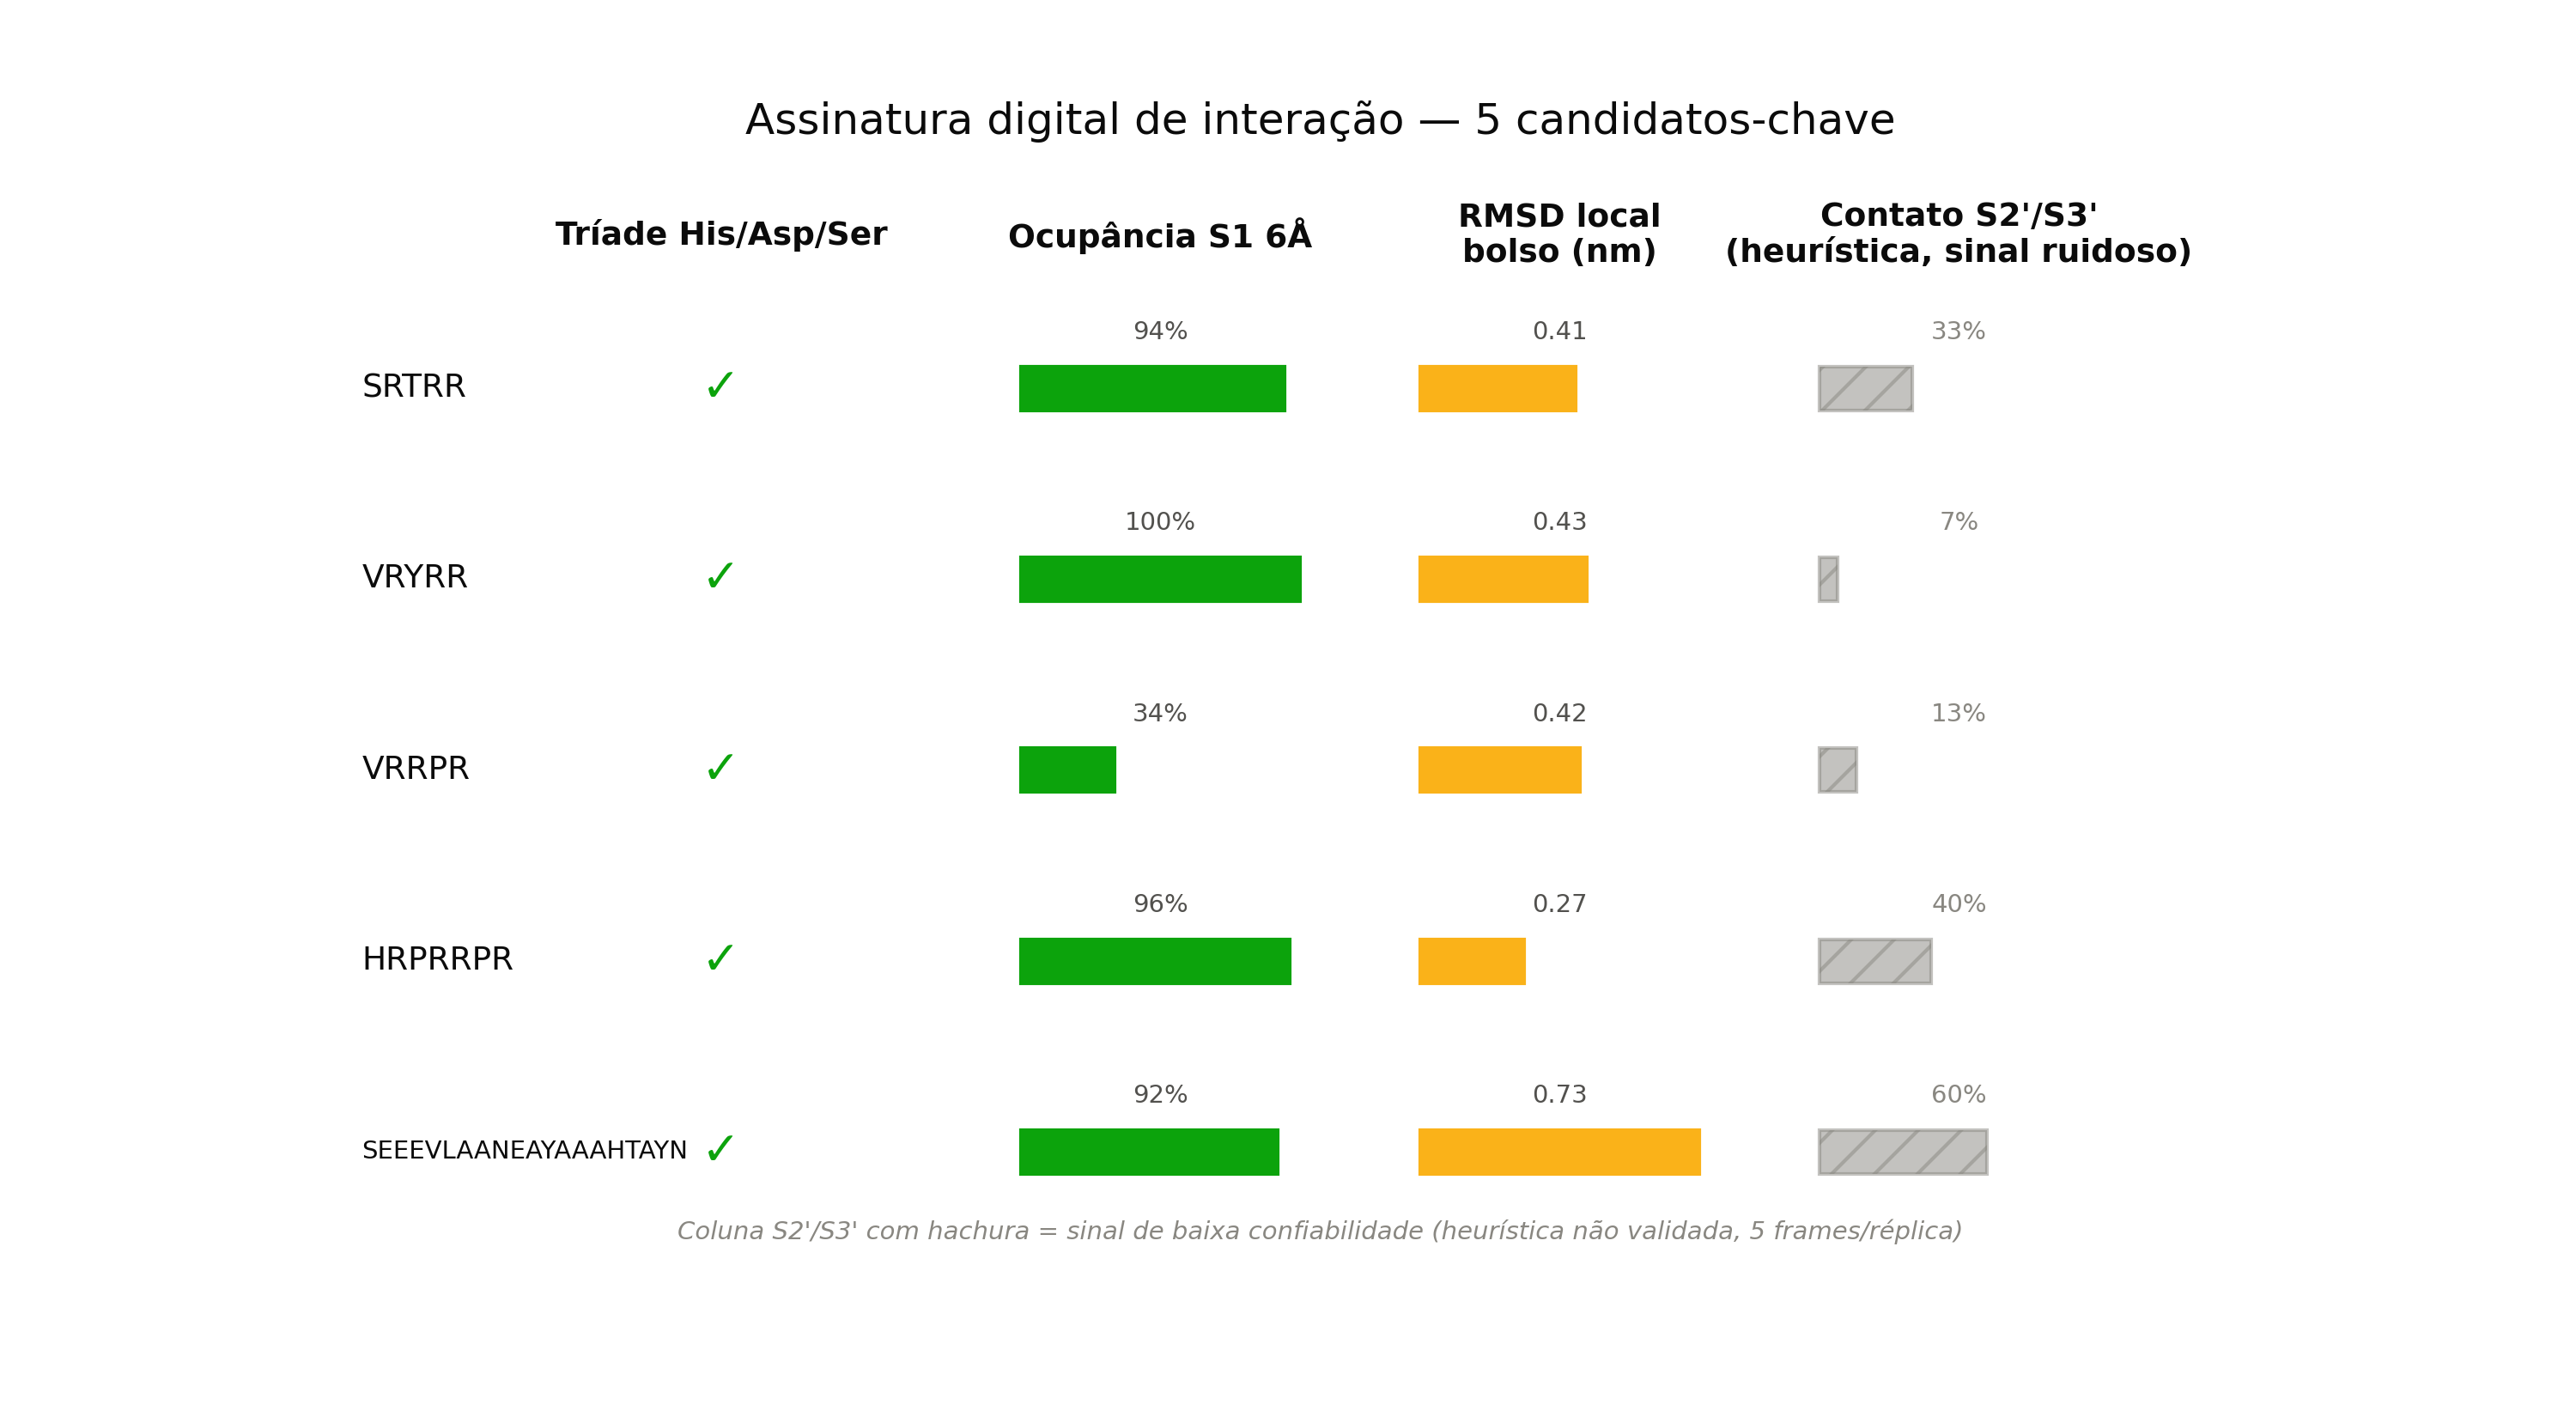 Assinatura digital de interação — 5 candidatos-chave
Tríade His/Asp/Ser
Ocupância S1 6Å
RMSD local
bolso (nm)
Contato S2'/S3'
(heurística, sinal ruidoso)
SRTRR ✓ 94% 0.41 33%
VRYRR ✓ 100% 0.43 7%
VRRPR ✓ 34% 0.42 13%
HRPRRPR ✓ 96% 0.27 40%
SEEEVLAANEAYAAAHTAYN ✓ 92% 0.73 60%
Coluna S2'/S3' com hachura = sinal de baixa confiabilidade (heurística não validada, 5 frames/réplica)